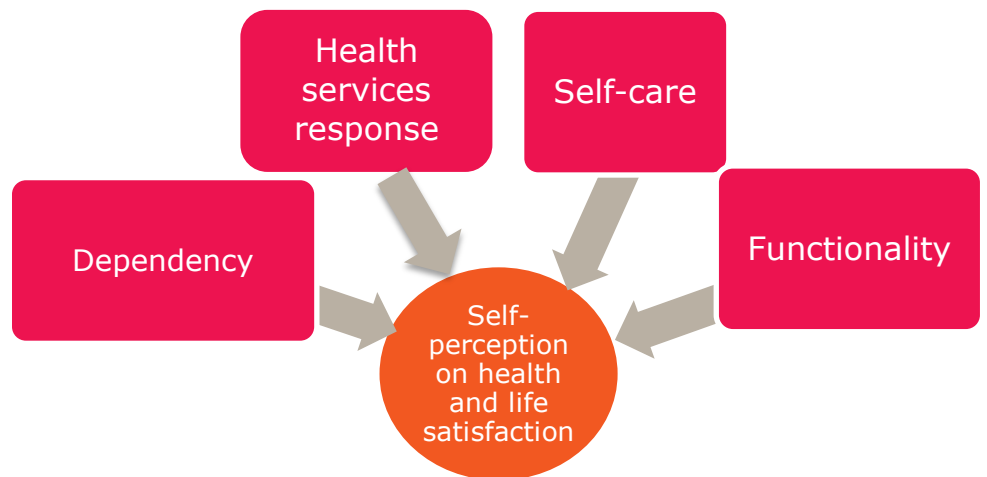 Health
services
response
Self-care
Dependency
Functionality
Self-
perception
on health
and life
satisfaction